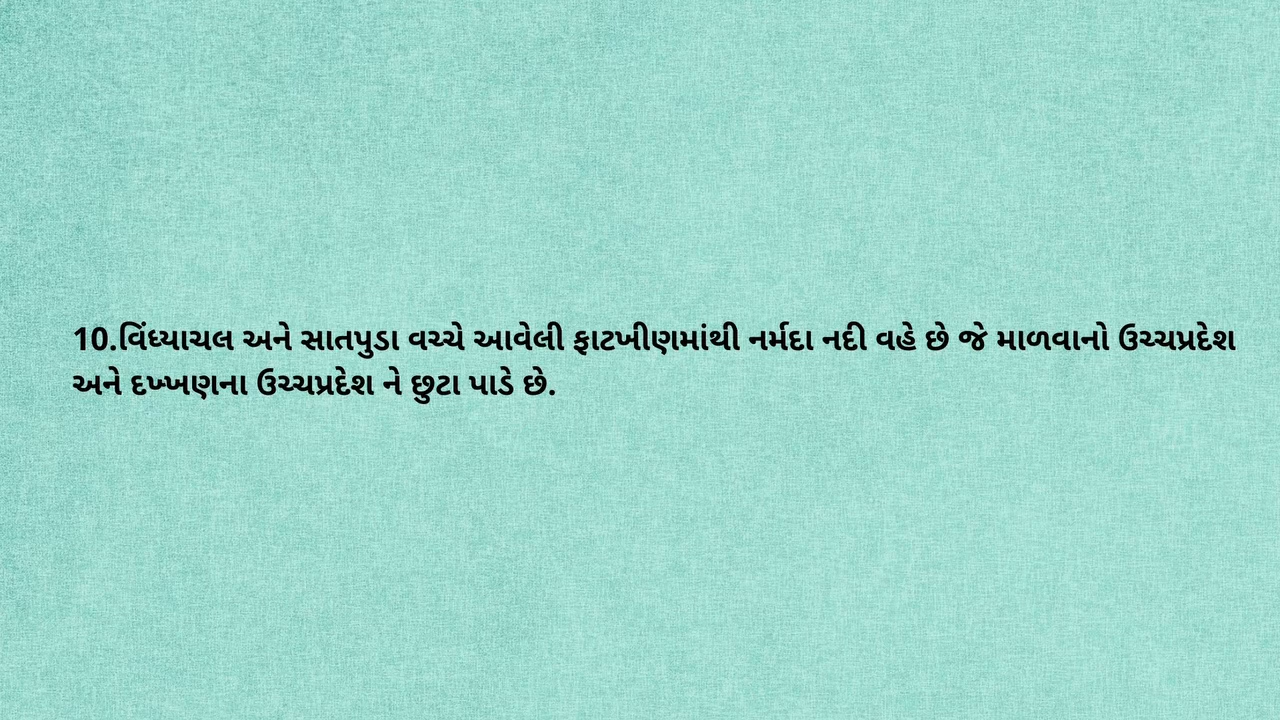 10.વિંધ્યાચલ અને સાતપુડા વચ્ચે આવેલી ફાટખીણમાંથી નર્મદા નદી વહે છે જે માળવાનો ઉચ્ચપ્રદેશ
અને દખ્ખણના ઉચ્ચપ્રદેશ ને છુટા પાડે છે.